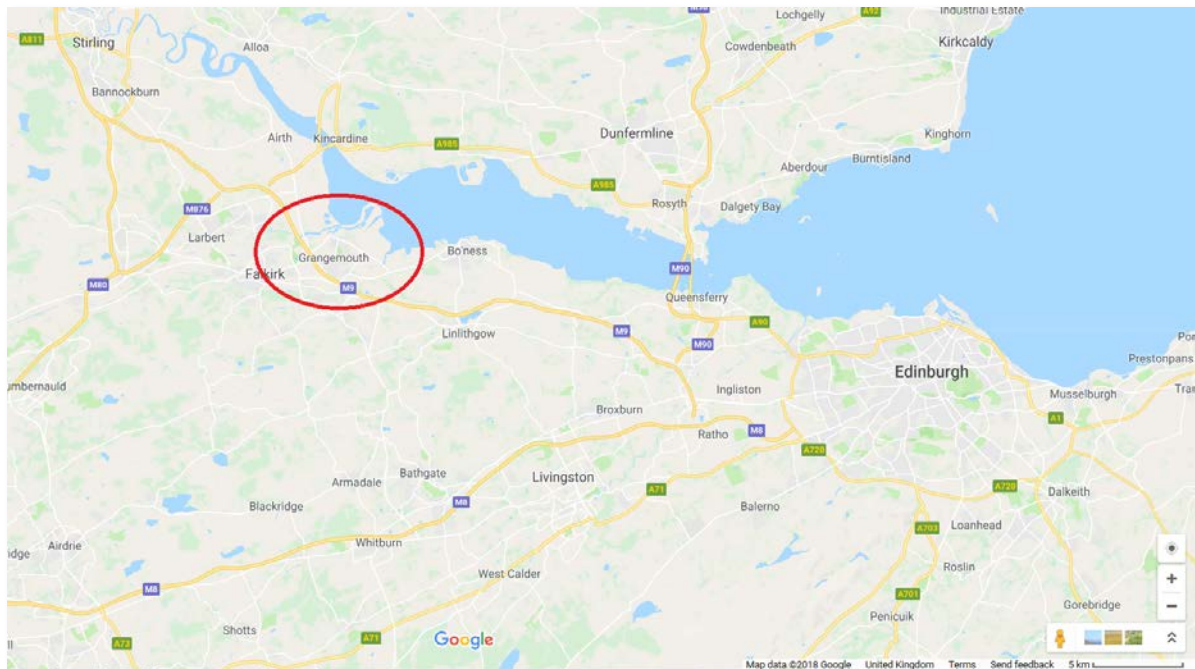 M90
A92
Lochgelly
Industrial Estate
A811
Stirling
Alloa
Cowdenbeath
Kirkcaldy
Bannockburn
Airth
Kincardine
A985
Dunfermline
Kinghorn
Burntisland
Aberdour
A985
M876
Rosyth
Dalgety Bay
Larbert
Grangemouth
Bo'ness
Falkirk
M9
M90
M80
Queensferry
Linlithgow
M9
A90
M90
Edinburgh
Prestonpans
umbernauld
Ingliston
Musselburgh
Broxburn
A1
Ratho
M8
A720
Bathgate
Livingston
Armadale
A71
A720
Dalkeith
M8
Blackridge
Balerno
Loanhead
A703
Whitburn
Airdrie
West Calder
Roslin
M8
A701
Gorebridge
Penicuik
Shotts
A73
A71
Google
Map data ©2018 Google United Kingdom Terms Send feedback 5 km